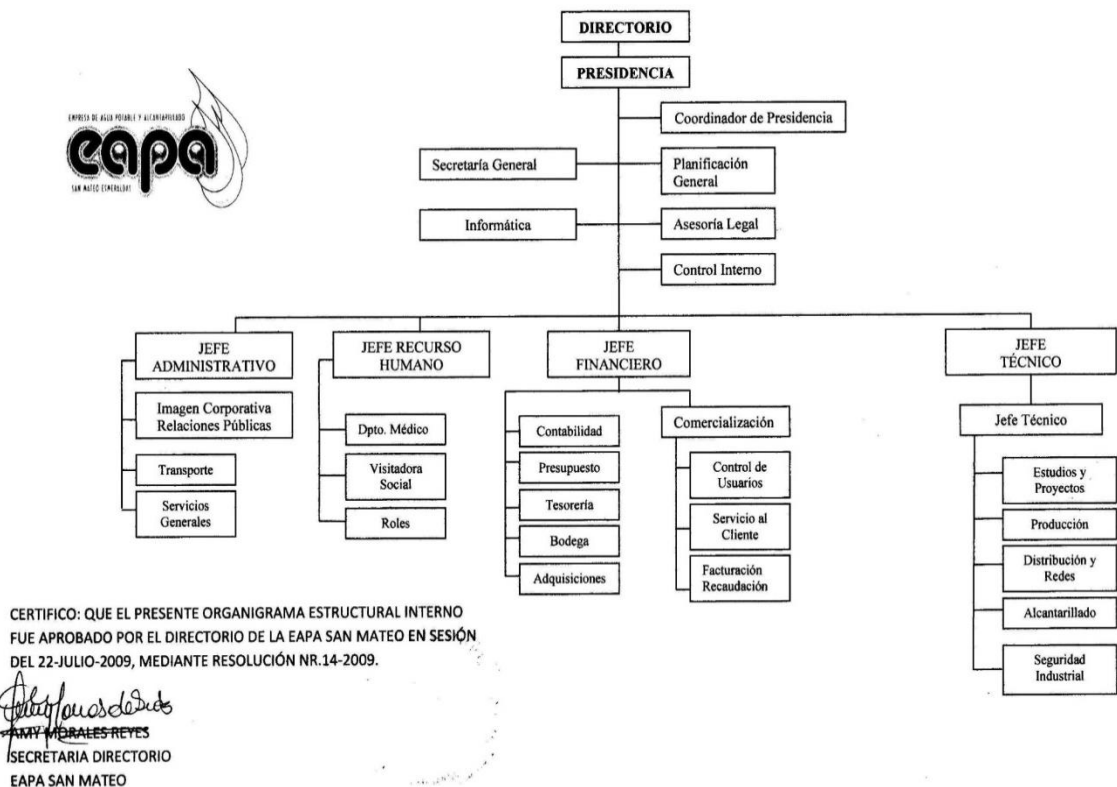 DIRECTORIO
PRESIDENCIA
EMPRESA DE AGUA POTABLE Y ALCANTARILLADO
eapa
SAN MATEO ESMERALDAS
Coordinador de Presidencia
Secretaría General
Planificación
General
Informática
Asesoría Legal
Control Interno
JEFE
ADMINISTRATIVO
Imagen Corporativa
Relaciones Públicas
Transporte
Servicios
Generales
JEFE RECURSO
HUMANO
Dpto. Médico
Visitadora
Social
Roles
JEFE
FINANCIERO
Contabilidad
Presupuesto
Tesorería
Bodega
Adquisiciones
Comercialización
Control de
Usuarios
Servicio al
Cliente
Facturación
Recaudación
JEFE
TÉCNICO
Jefe Técnico
Estudios y
Proyectos
Producción
Distribución y
Redes
Alcantarillado
Seguridad
Industrial
CERTIFICO: QUE EL PRESENTE ORGANIGRAMA ESTRUCTURAL INTERNO
FUE APROBADO POR EL DIRECTORIO DE LA EAPA SAN MATEO EN SESIÓN
DEL 22-JULIO-2009, MEDIANTE RESOLUCIÓN NR.14-2009.
AMY MORALES REYES
SECRETARIA DIRECTORIO
EAPA SAN MATEO